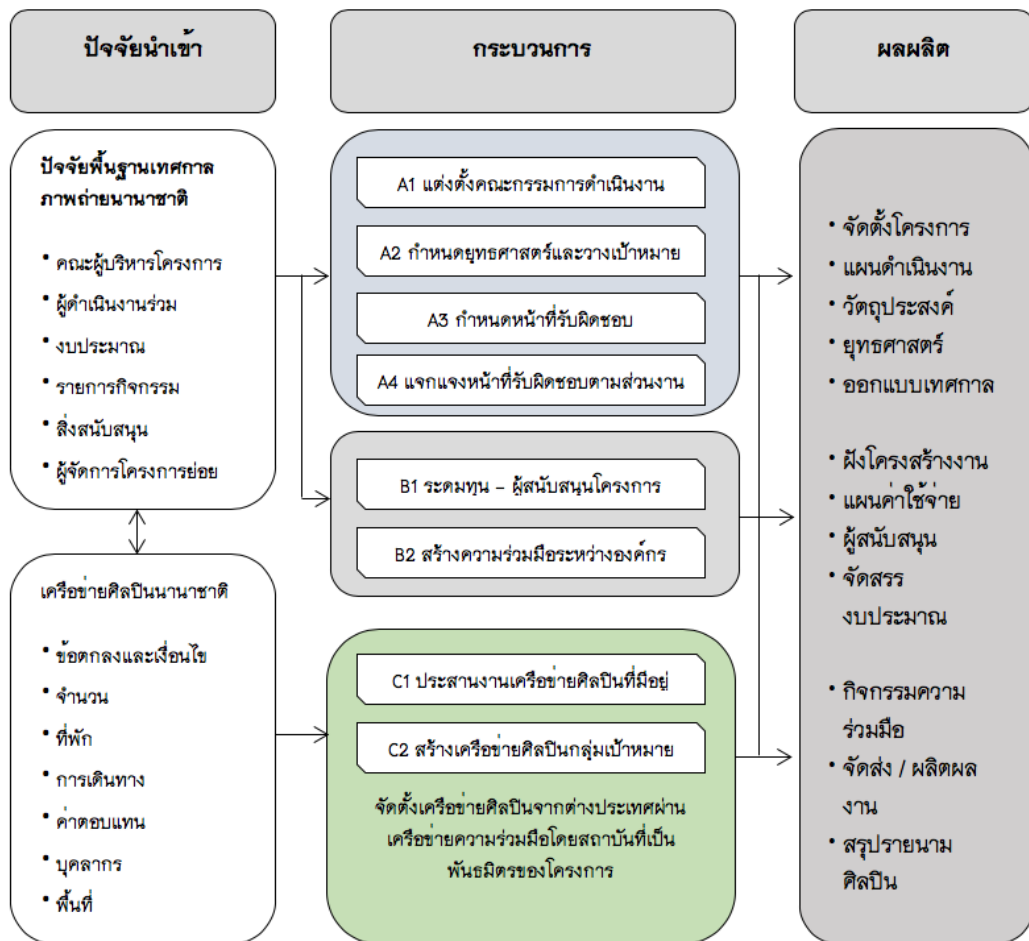 ปัจจัยนำเข้า
กระบวนการ
ผลผลิต
ปัจจัยพื้นฐานเทศกาล
ภาพถ่ายนานาชาติ
• คณะผู้บริหารโครงการ
• ผู้ดำเนินงานร่วม
• งบประมาณ
• รายการกิจกรรม
• สิ่งสนับสนุน
• ผู้จัดการโครงการย่อย
เครือข่ายศิลปินนานาชาติ
• ข้อตกลงและเงื่อนไข
• จำนวน
• ที่พัก
• การเดินทาง
• ค่าตอบแทน
• บุคลากร
• พื้นที่
A1 แต่งตั้งคณะกรรมการดำเนินงาน
A2 กำหนดยุทธศาสตร์และวางเป้าหมาย
A3 กำหนดหน้าที่รับผิดชอบ
A4 แจกแจงหน้าที่รับผิดชอบตามส่วนงาน
B1 ระดมทุน – ผู้สนับสนุนโครงการ
B2 สร้างความร่วมมือระหว่างองค์กร
C1 ประสานงานเครือข่ายศิลปินที่มีอยู่
C2 สร้างเครือข่ายศิลปินกลุ่มเป้าหมาย
จัดตั้งเครือข่ายศิลปินจากต่างประเทศผ่าน
เครือข่ายความร่วมมือโดยสถาบันที่เป็น
พันธมิตรของโครงการ
• จัดตั้งโครงการ
• แผนดำเนินงาน
• วัตถุประสงค์
• ยุทธศาสตร์
• ออกแบบเทศกาล
• ผังโครงสร้างงาน
• แผนค่าใช้จ่าย
• ผู้สนับสนุน
• จัดสรร
งบประมาณ
• กิจกรรมความ
ร่วมมือ
• จัดส่ง / ผลิตผล
งาน
• สรุปรายนาม
ศิลปิน